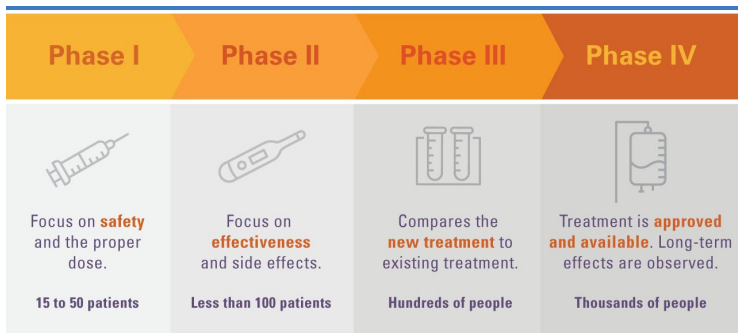 Phase I
Phase II
Phase III
Phase IV
Focus on safety
and the proper
dose.
15 to 50 patients
Focus on
effectiveness
and side effects.
Less than 100 patients
Compares the
new treatment to
existing treatment.
Hundreds of people
Treatment is approved
and available. Long-term
effects are observed.
Thousands of people